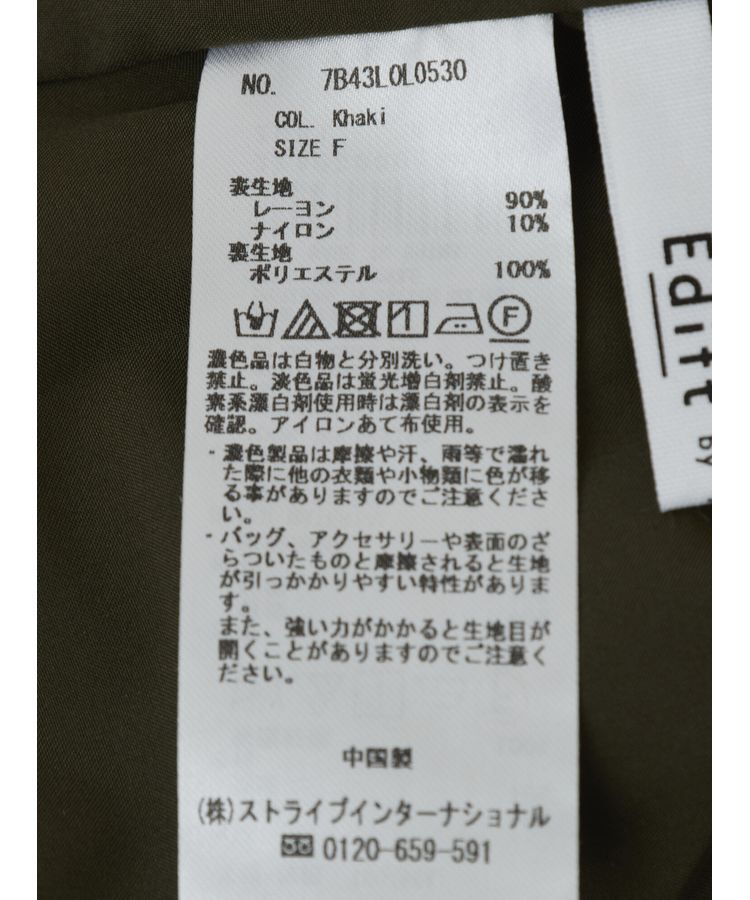 NO. 7B43L0L0530
COL. Khaki
SIZE F
表生地
レーヨン 90%
ナイロン 10%
裏生地
ポリエステル 100%
F
濃色品は白物と分別洗い。つけ置き
禁止。淡色品は蛍光増白剤禁止。酸
素系漂白剤使用時は漂白剤の表示を
確認。アイロンあて布使用。
・濃色製品は摩擦や汗、雨等で濡れ
た際に他の衣類や小物類に色が移
る事がありますのでご注意くださ
い。
・バッグ、アクセサリーや表面のざ
らついたものと摩擦されると生地
が引っかかりやすい特性がありま
す。
また、強い力がかかると生地目が
開くことがありますのでご注意く
ださい。
中国製
(株)ストライプインターナショナル
0120-659-591
Edift
by